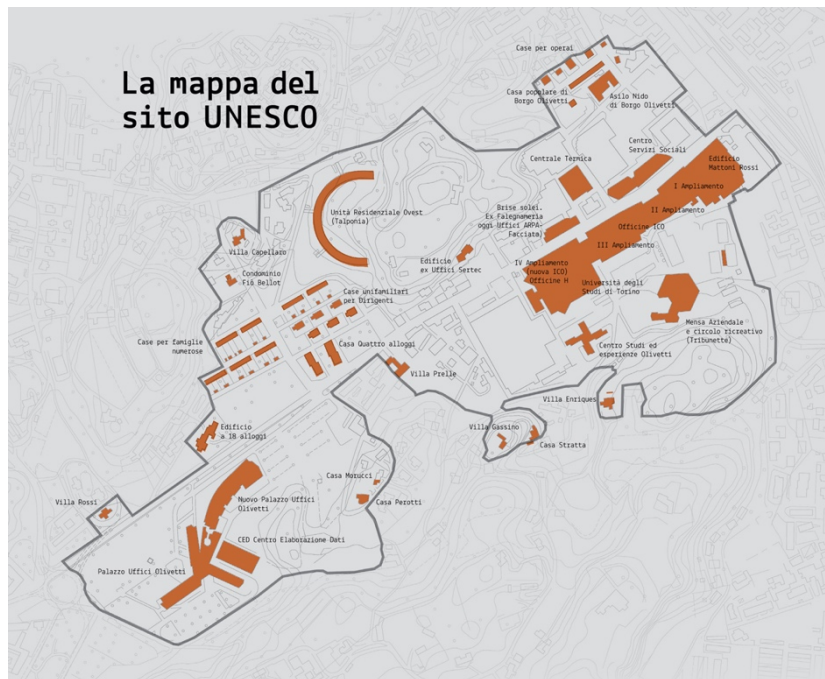 La mappa del
sito UNESCO
Case per operai
Casa popolare di
Borgo Olivetti
Asilo Nido
di Borgo Olivetti
Centro
Servizi Sociali
Centrale Termica
Edificio
Mattoni Rossi
I Ampliamento
II Ampliamento
Officine ICO
III Ampliamento
Brise solei.
Ex Falegnameria
oggi Uffici ARPA-
Facciata)
Unità Residenziale Ovest
(Talponia)
Villa Capellaro
Edificio
ex Uffici Sertec
IV Ampliamento
(nuova ICO)
Officine H
Condominio
Fiò Bellot
Università degli
Studi di Torino
Case unifamiliari
per Dirigenti
Mensa Aziendale
e circolo ricreativo
(Tribunette)
Case per famiglie
numerose
Casa Quattro alloggi
Centro Studi ed
esperienze Olivetti
Villa Prelle
Villa Enriques
Edificio
a 18 alloggi
Villa Gassino
Casa Stratta
Casa Morucci
Villa Rossi
Nuovo Palazzo Uffici
Olivetti
Casa Perotti
CED Centro Elaborazione Dati
Palazzo Uffici Olivetti